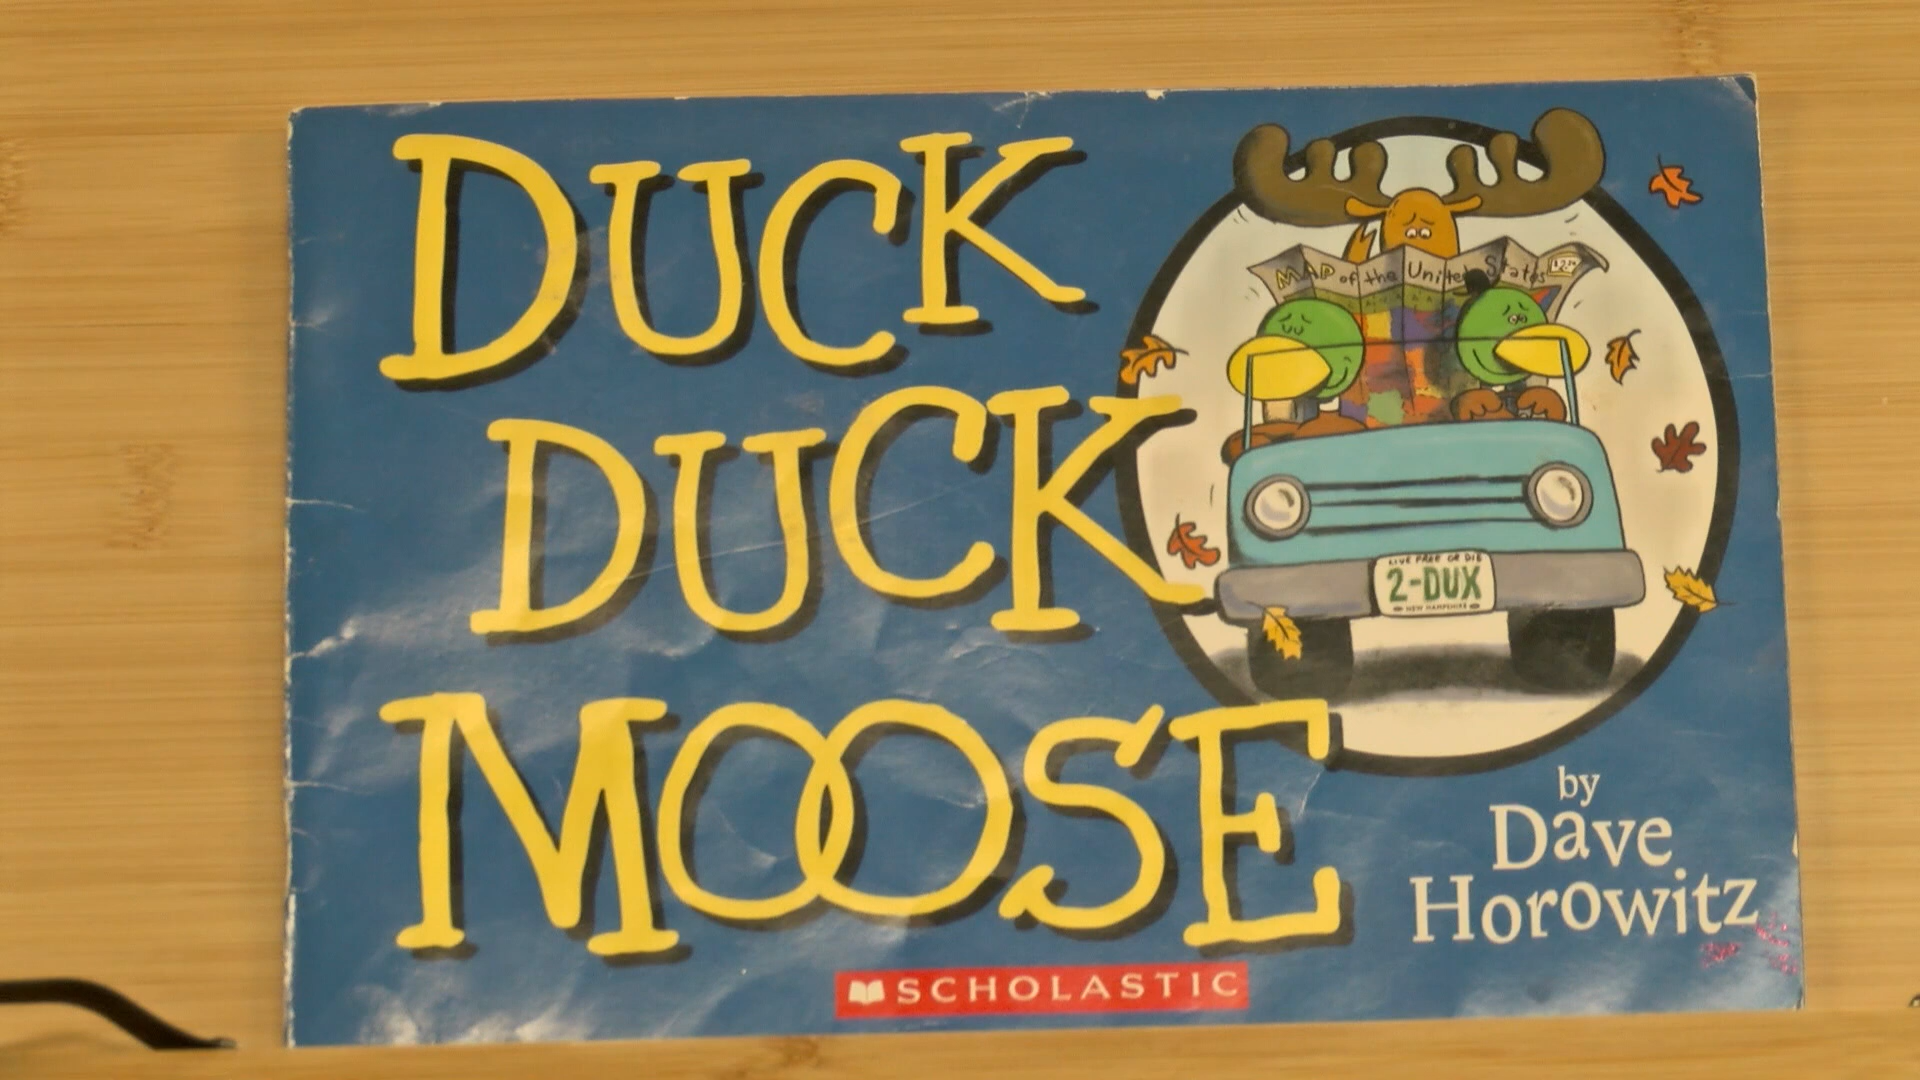 DUCK
DUCK
MOOSE
MAP of the United States
LIVE FREE OR DIE
2-DUX
NEW HAMPSHIRE
by
Dave
Horowitz
SCHOLASTIC